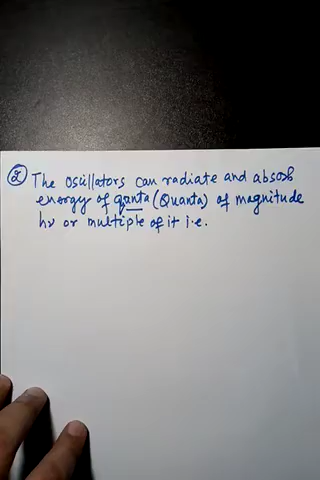 ② The oscillators can radiate and absorb
energy of qanta (Quanta) of magnitude
hν or multiple of it i.e.